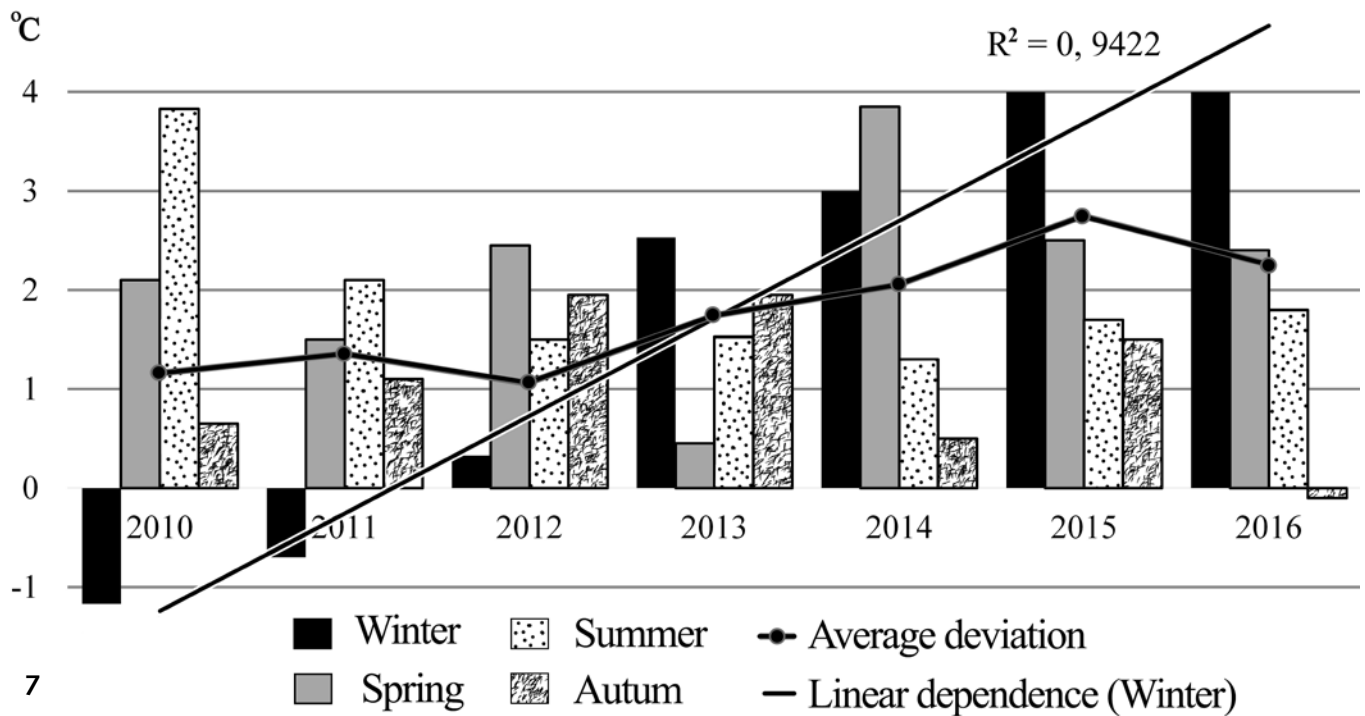 °C
R² = 0, 9422
4
3
2
1
0
-1
2010 2011 2012 2013 2014 2015 2016
Winter Summer Average deviation
Spring Autum Linear dependence (Winter)
7